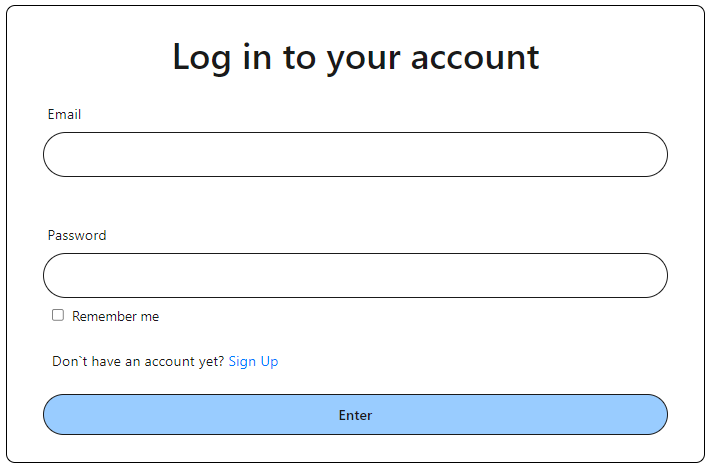 Log in to your account
Email
Password
Remember me
Don`t have an account yet? Sign Up
Enter